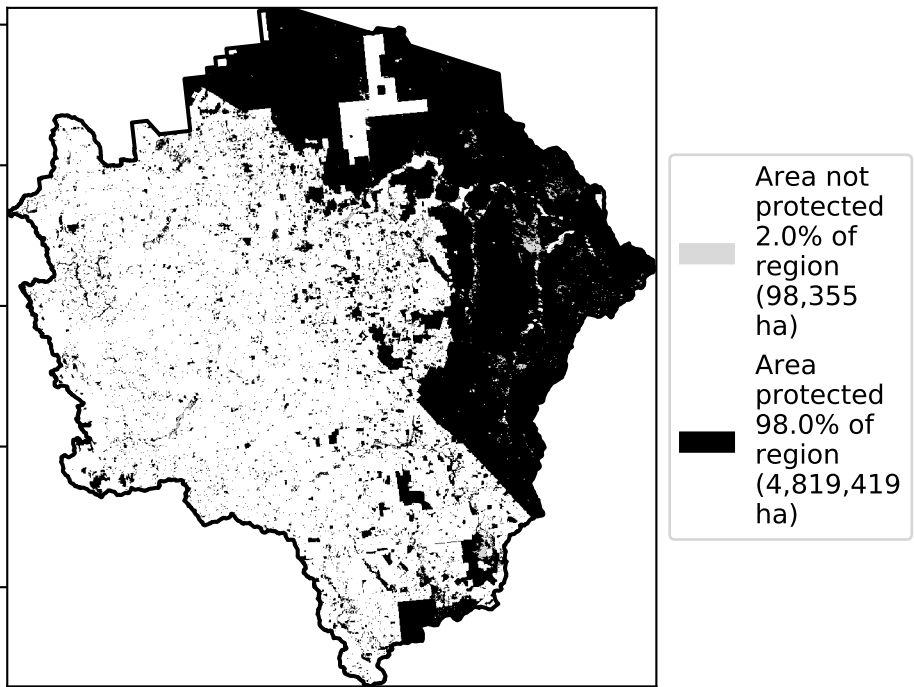 Area not
protected
2.0% of
region
(98,355
ha)
Area
protected
98.0% of
region
(4,819,419
ha)